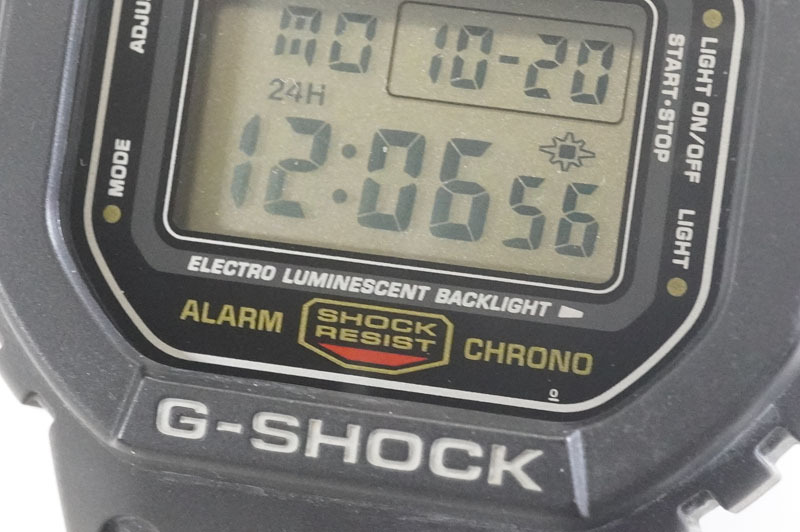 ADJU
MODE
MO 10-20
24H
12:06 56
LIGHT ON/OFF
START·STOP
LIGHT
ELECTRO LUMINESCENT BACKLIGHT
ALARM
SHOCK
RESIST
CHRONO
G-SHOCK